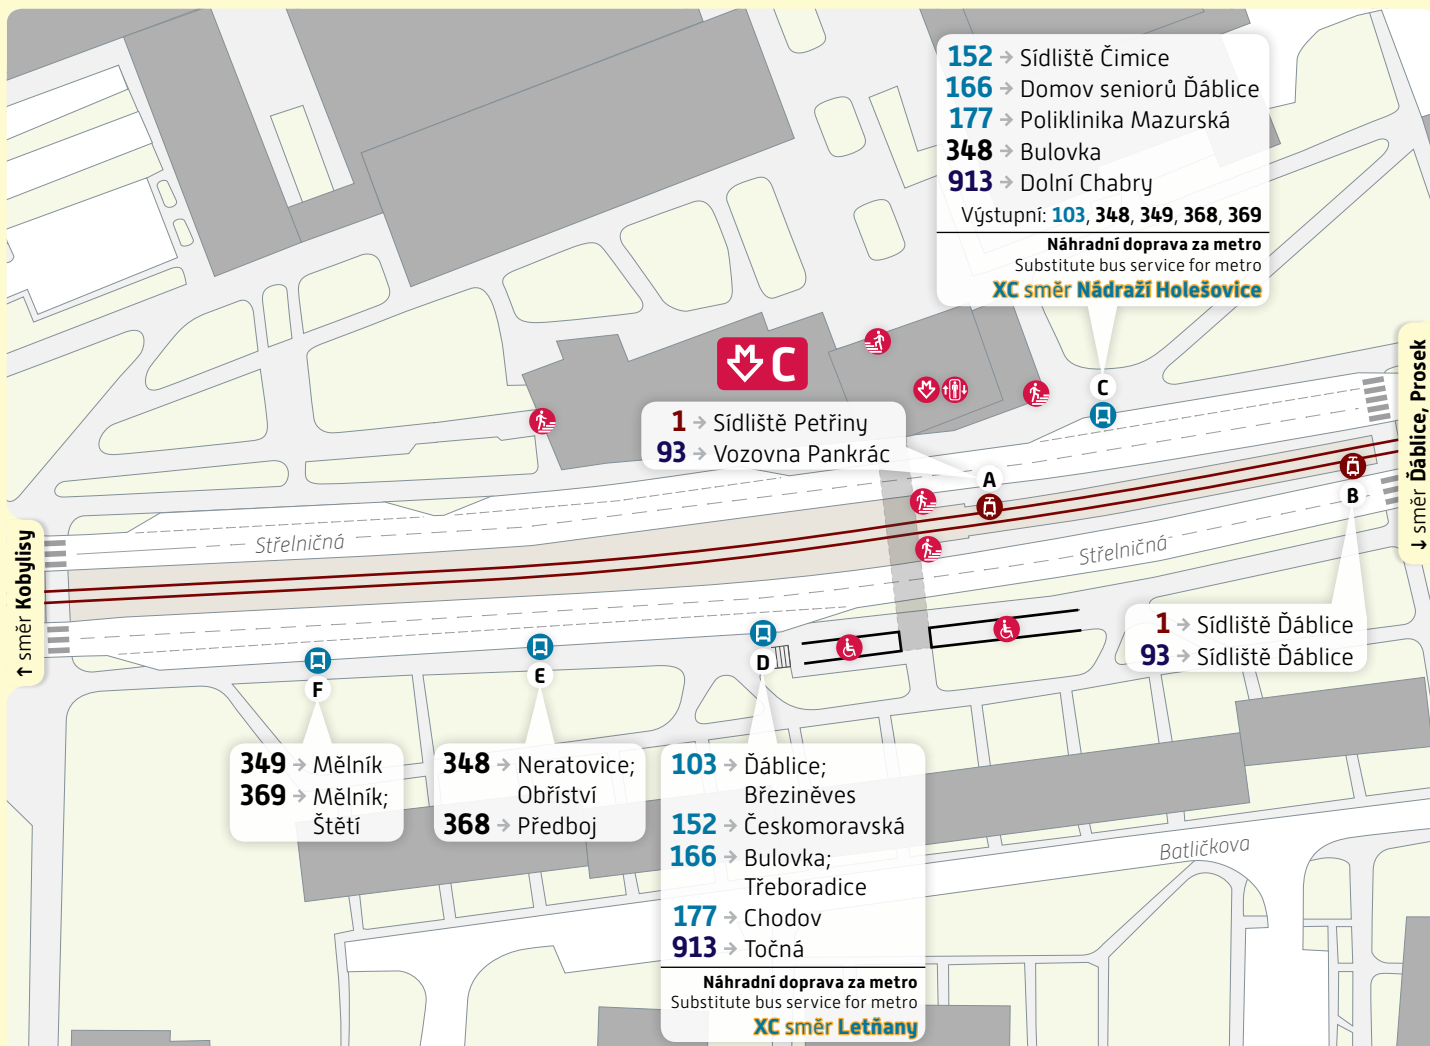 152 → Sídliště Čimice
166 → Domov seniorů Ďáblice
177 → Poliklinika Mazurská
348 → Bulovka
913 → Dolní Chabry
Výstupní: 103, 348, 349, 368, 369
Náhradní doprava za metro
Substitute bus service for metro
XC směr Nádraží Holešovice
C
M C
1 → Sídliště Petřiny
93 → Vozovna Pankrác
A
B
↓ směr Ďáblice, Prosek
↑ směr Kobylisy
Střelničná
Střelničná
1 → Sídliště Ďáblice
93 → Sídliště Ďáblice
F
E
D
349 → Mělník
369 → Mělník;
Štětí
348 → Neratovice;
Obříství
368 → Předboj
103 → Ďáblice;
Březiněves
152 → Českomoravská
166 → Bulovka;
Třeboradice
177 → Chodov
913 → Točná
Náhradní doprava za metro
Substitute bus service for metro
XC směr Letňany
Batličkova